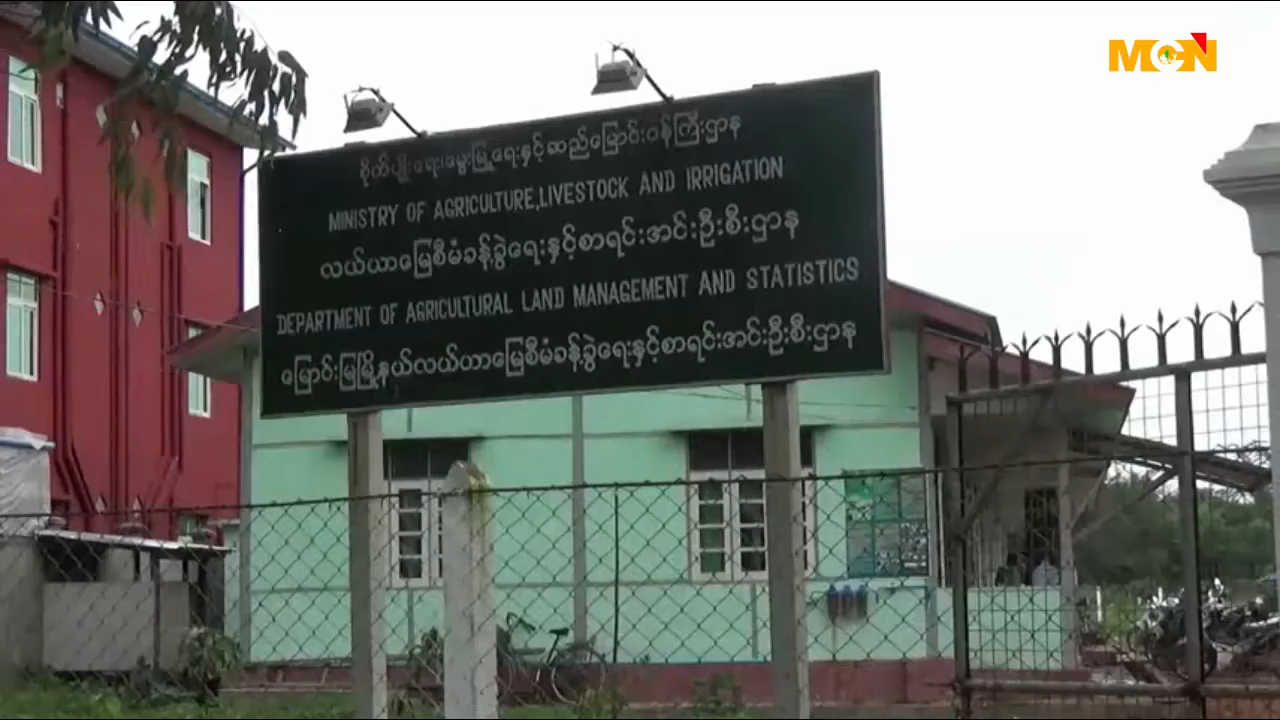 MGN
စိုက်ပျိုးရေး၊မွေးမြူရေးနှင့်ဆည်မြောင်းဝန်ကြီးဌာန
MINISTRY OF AGRICULTURE,LIVESTOCK AND IRRIGATION
လယ်ယာမြေစီမံခန့်ခွဲရေးနှင့်စာရင်းအင်းဦးစီးဌာန
DEPARTMENT OF AGRICULTURAL LAND MANAGEMENT AND STATISTICS
မြောင်းမြမြို့နယ်လယ်ယာမြေစီမံခန့်ခွဲရေးနှင့်စာရင်းအင်းဦးစီးဌာန